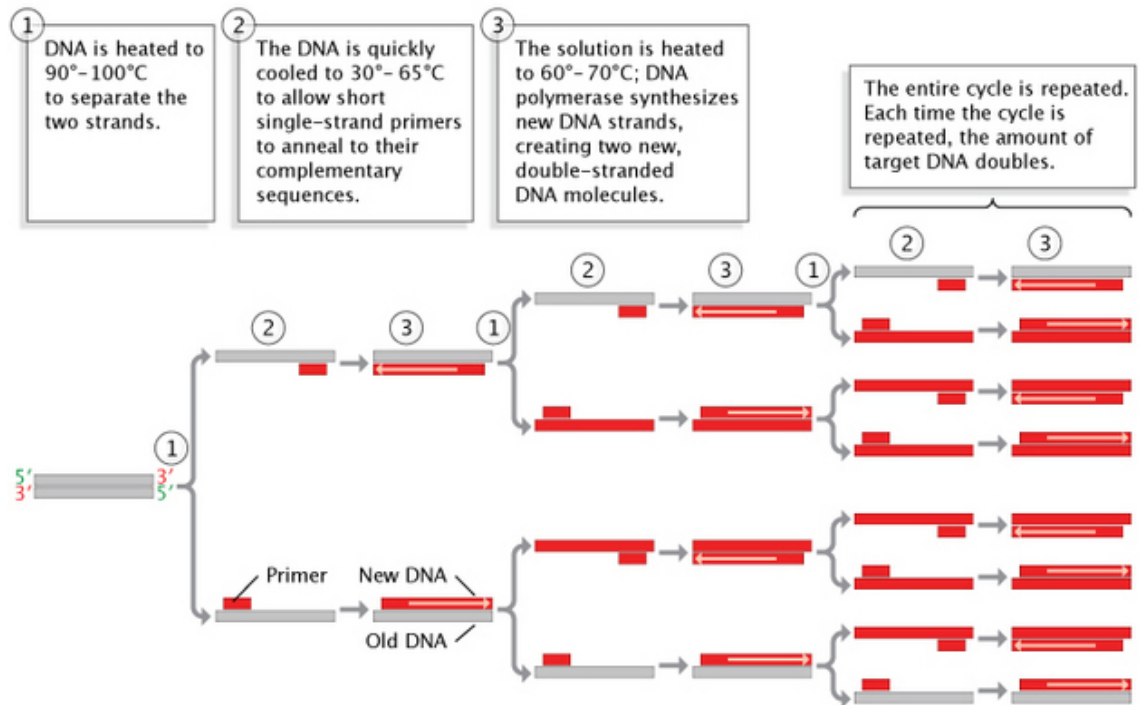 1
DNA is heated to
90°–100°C
to separate the
two strands.
2
The DNA is quickly
cooled to 30°–65°C
to allow short
single-strand primers
to anneal to their
complementary
sequences.
3
The solution is heated
to 60°–70°C; DNA
polymerase synthesizes
new DNA strands,
creating two new,
double-stranded
DNA molecules.
The entire cycle is repeated.
Each time the cycle is
repeated, the amount of
target DNA doubles.
2 3
2 3 1
2 3 1
1
5′ 3′
3′ 5′
Primer New DNA
Old DNA